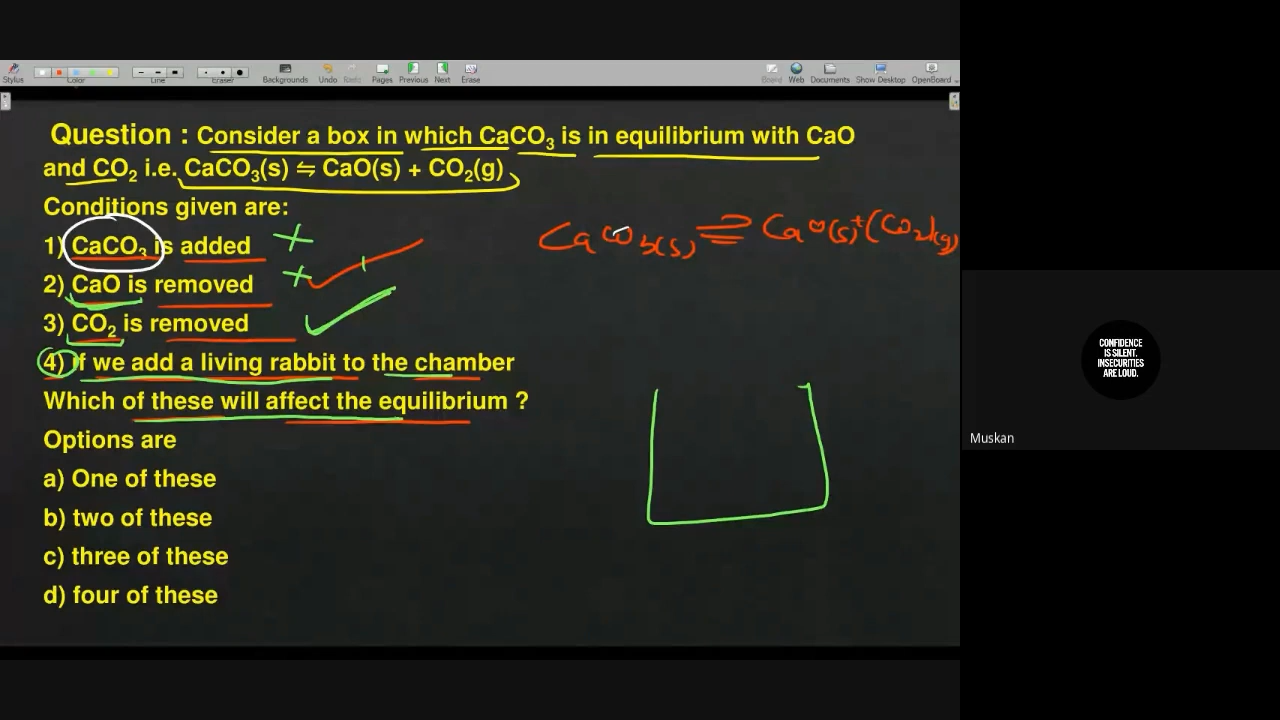 Stylus Color Line Eraser Backgrounds Undo Redo Pages Previous Next Erase Board Web Documents Show Desktop OpenBoard
Question : Consider a box in which CaCO₃ is in equilibrium with CaO
and CO₂ i.e. CaCO₃(s) ⇋ CaO(s) + CO₂(g)
Conditions given are:
1) CaCO₃ is added
CaCO₃(s) ⇌ CaO(s) + (CO₂)(g)
2) CaO is removed
3) CO₂ is removed
4) If we add a living rabbit to the chamber
Which of these will affect the equilibrium ?
Options are
a) One of these
b) two of these
c) three of these
d) four of these
CONFIDENCE
IS SILENT.
INSECURITIES
ARE LOUD.
Muskan